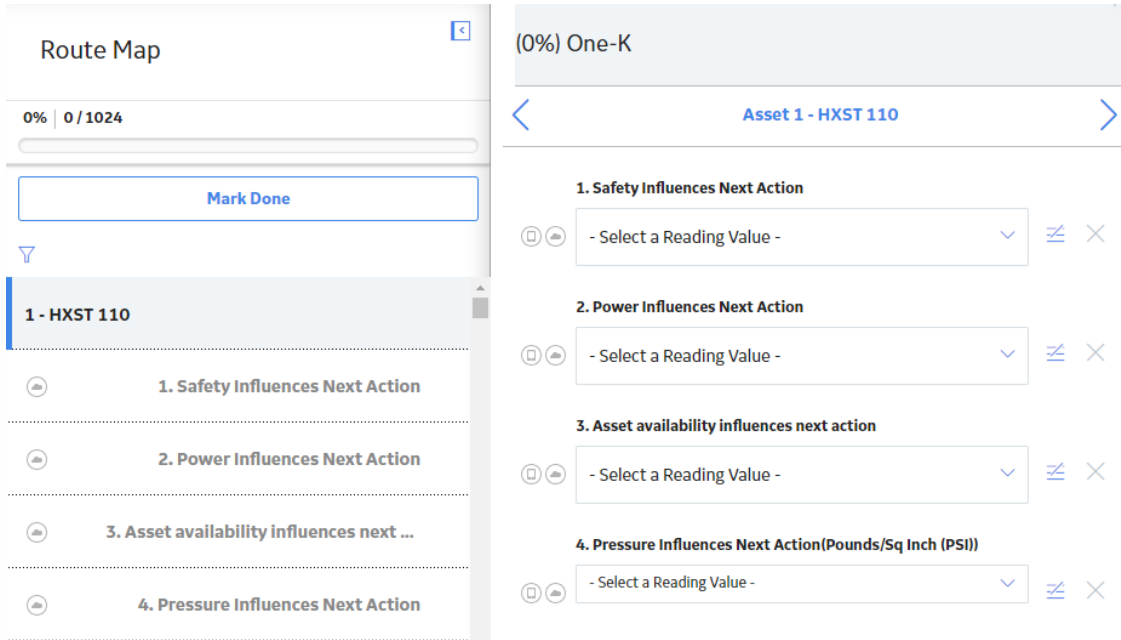 Route Map
0% | 0 / 1024
Mark Done
1 - HXST 110
1. Safety Influences Next Action
2. Power Influences Next Action
3. Asset availability influences next ...
4. Pressure Influences Next Action
(0%) One-K
Asset 1 - HXST 110
1. Safety Influences Next Action
- Select a Reading Value -
2. Power Influences Next Action
- Select a Reading Value -
3. Asset availability influences next action
- Select a Reading Value -
4. Pressure Influences Next Action(Pounds/Sq Inch (PSI))
- Select a Reading Value -